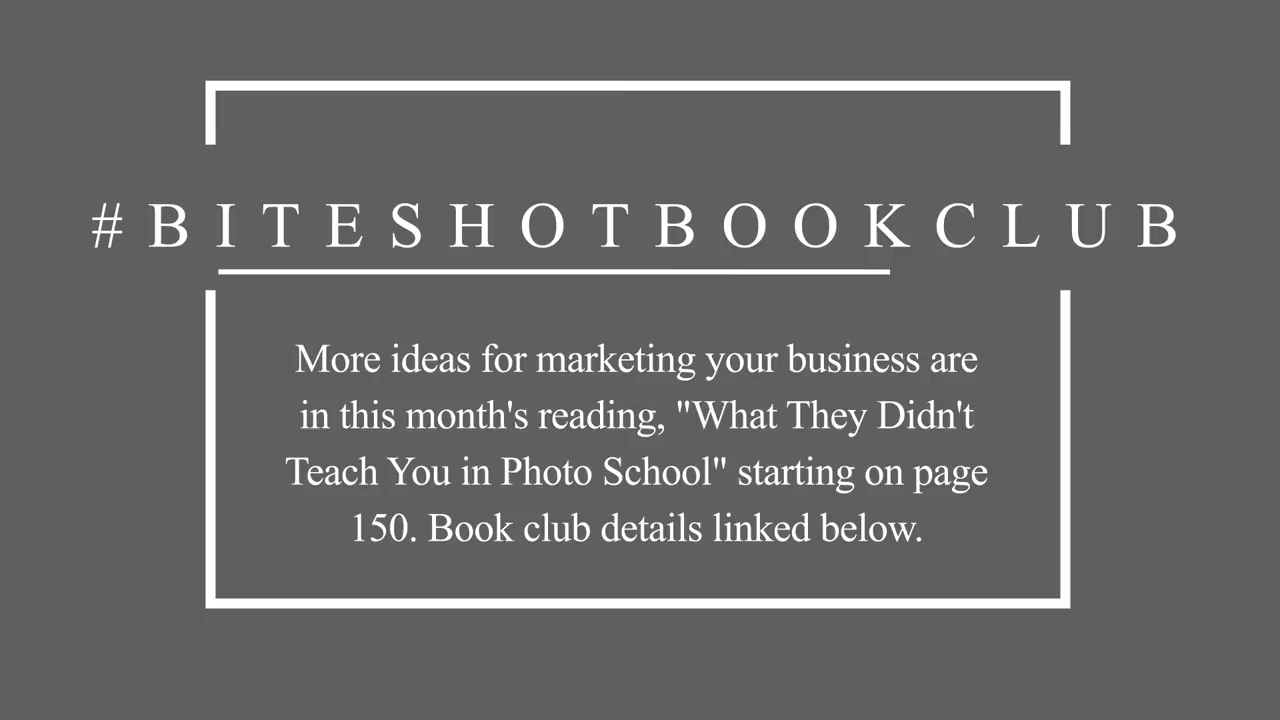 #BITESHOTBOOKCLUB
More ideas for marketing your business are
in this month's reading, "What They Didn't
Teach You in Photo School" starting on page
150. Book club details linked below.